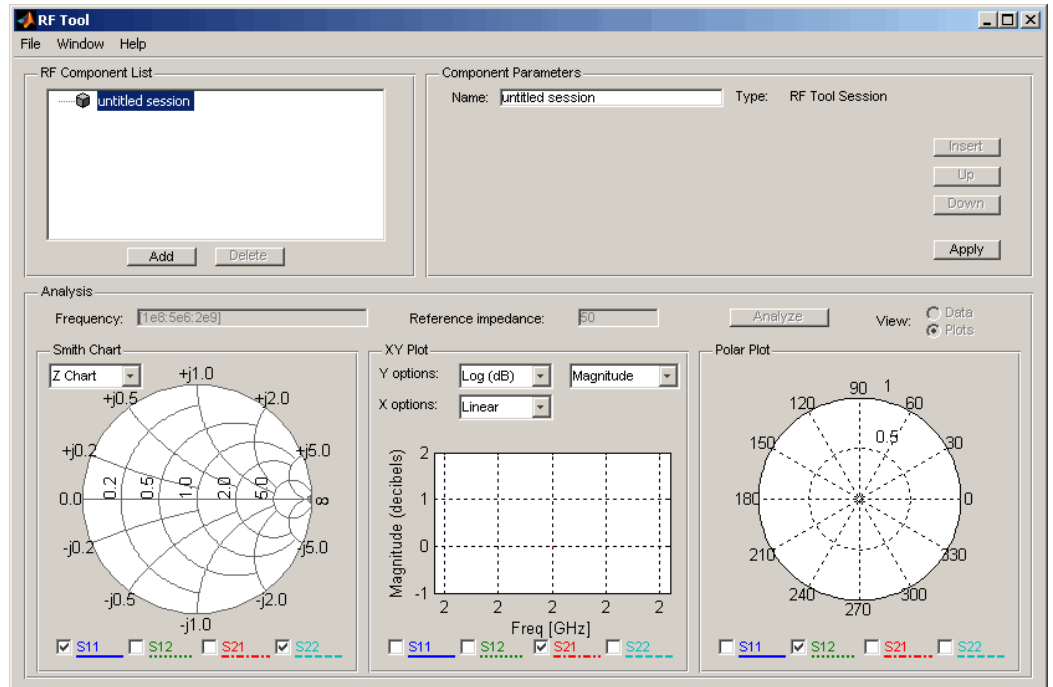 RF Tool
File Window Help
RF Component List
untitled session
Add Delete
Component Parameters
Name: untitled session Type: RF Tool Session
Insert
Up
Down
Apply
Analysis
Frequency: [1e8:5e6:2e9] Reference impedance: 50 Analyze View: Data
Plots
Smith Chart
Z Chart
+j1.0
+j0.5 +j2.0
+j0.2 +j5.0
0.0 0.2 0.5 1.0 2.0 5.0 ∞
-j0.2 -j5.0
-j0.5 -j2.0
-j1.0
S11 S12 S21 S22
XY Plot
Y options: Log (dB) Magnitude
X options: Linear
Magnitude (decibels)
2
1
0
-1
2 2 2 2 2
Freq [GHz]
S11 S12 S21 S22
Polar Plot
90 1
120 60
150 0.5 30
180 0
210 330
240 300
270
S11 S12 S21 S22